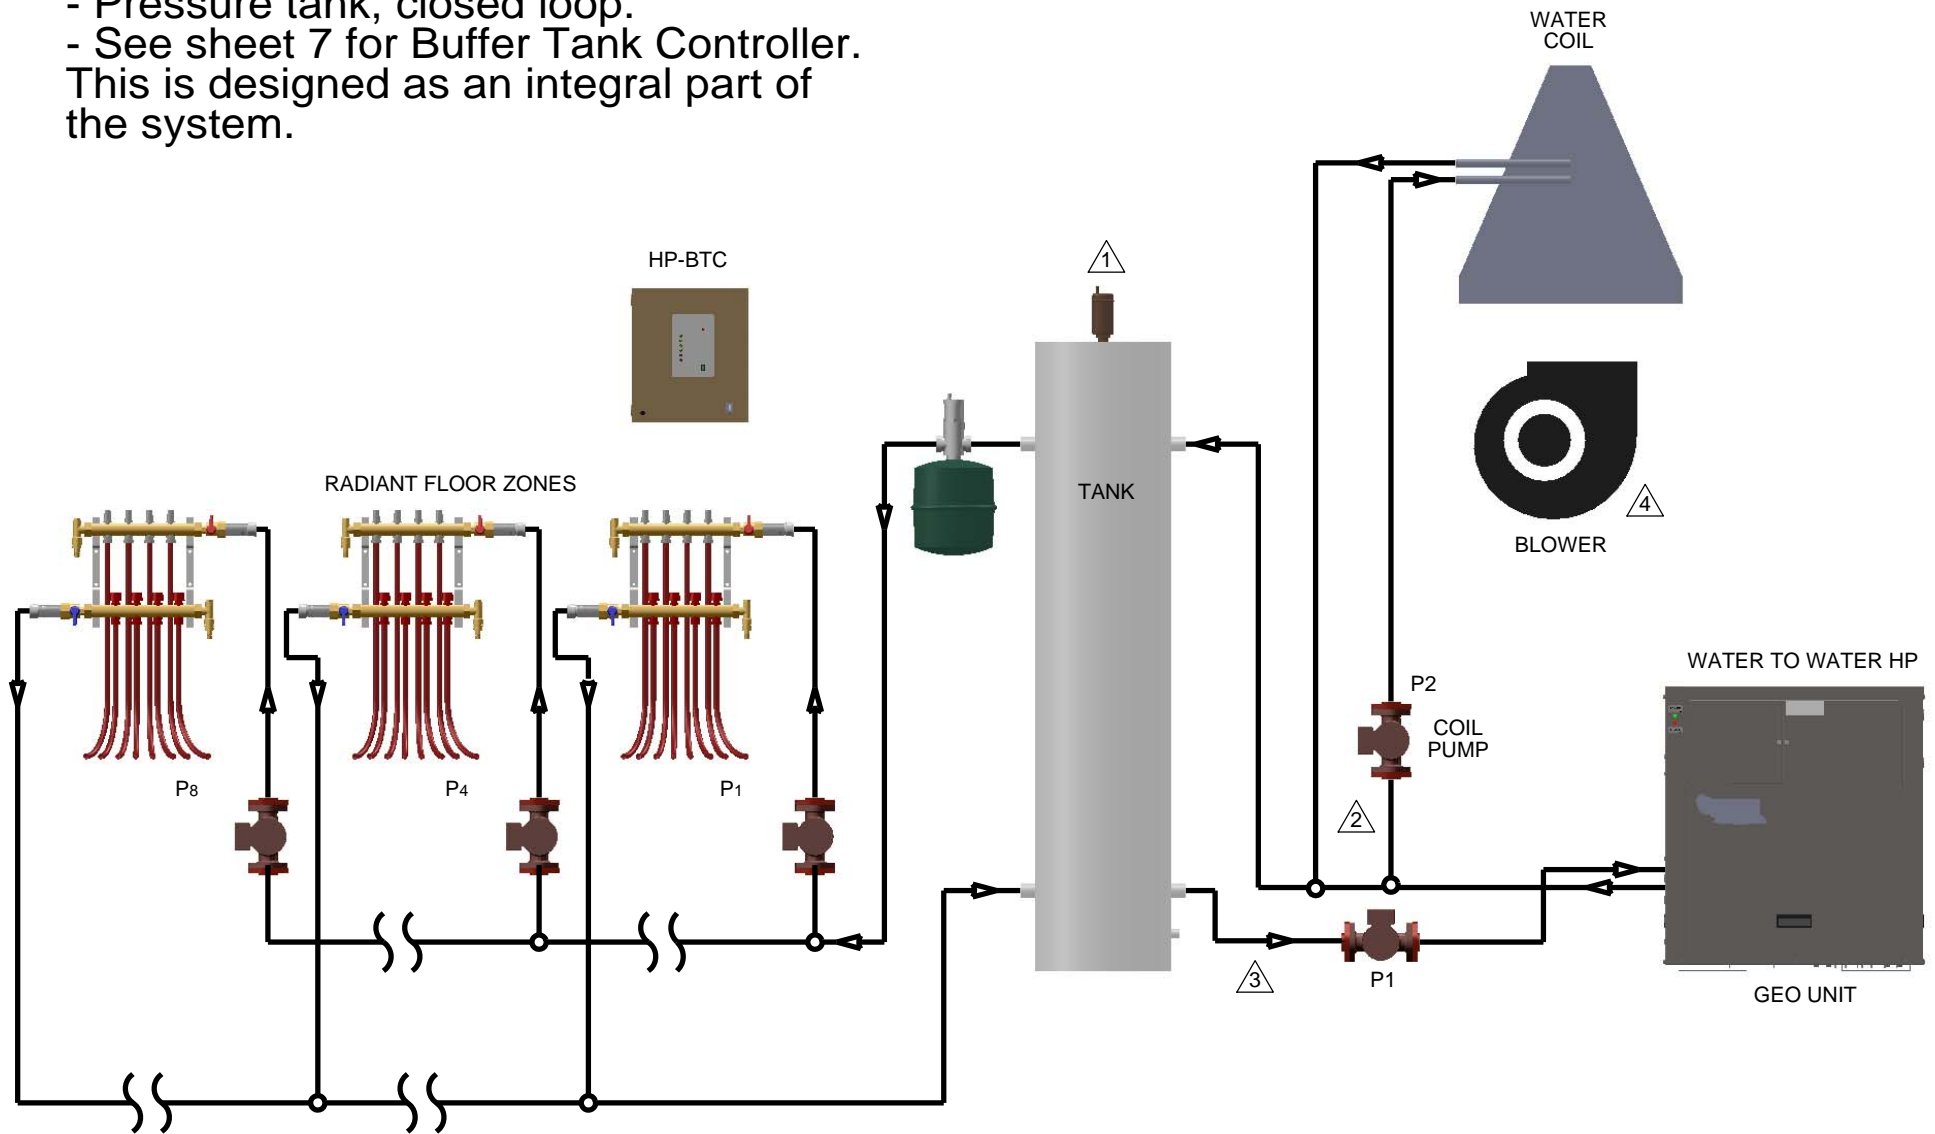 - Pressure tank, closed loop.
- See sheet 7 for Buffer Tank Controller.
This is designed as an integral part of
the system.
WATER
COIL
HP-BTC
1
RADIANT FLOOR ZONES
TANK
4
BLOWER
WATER TO WATER HP
P2
COIL
PUMP
P8
P4
P1
2
3
P1
GEO UNIT